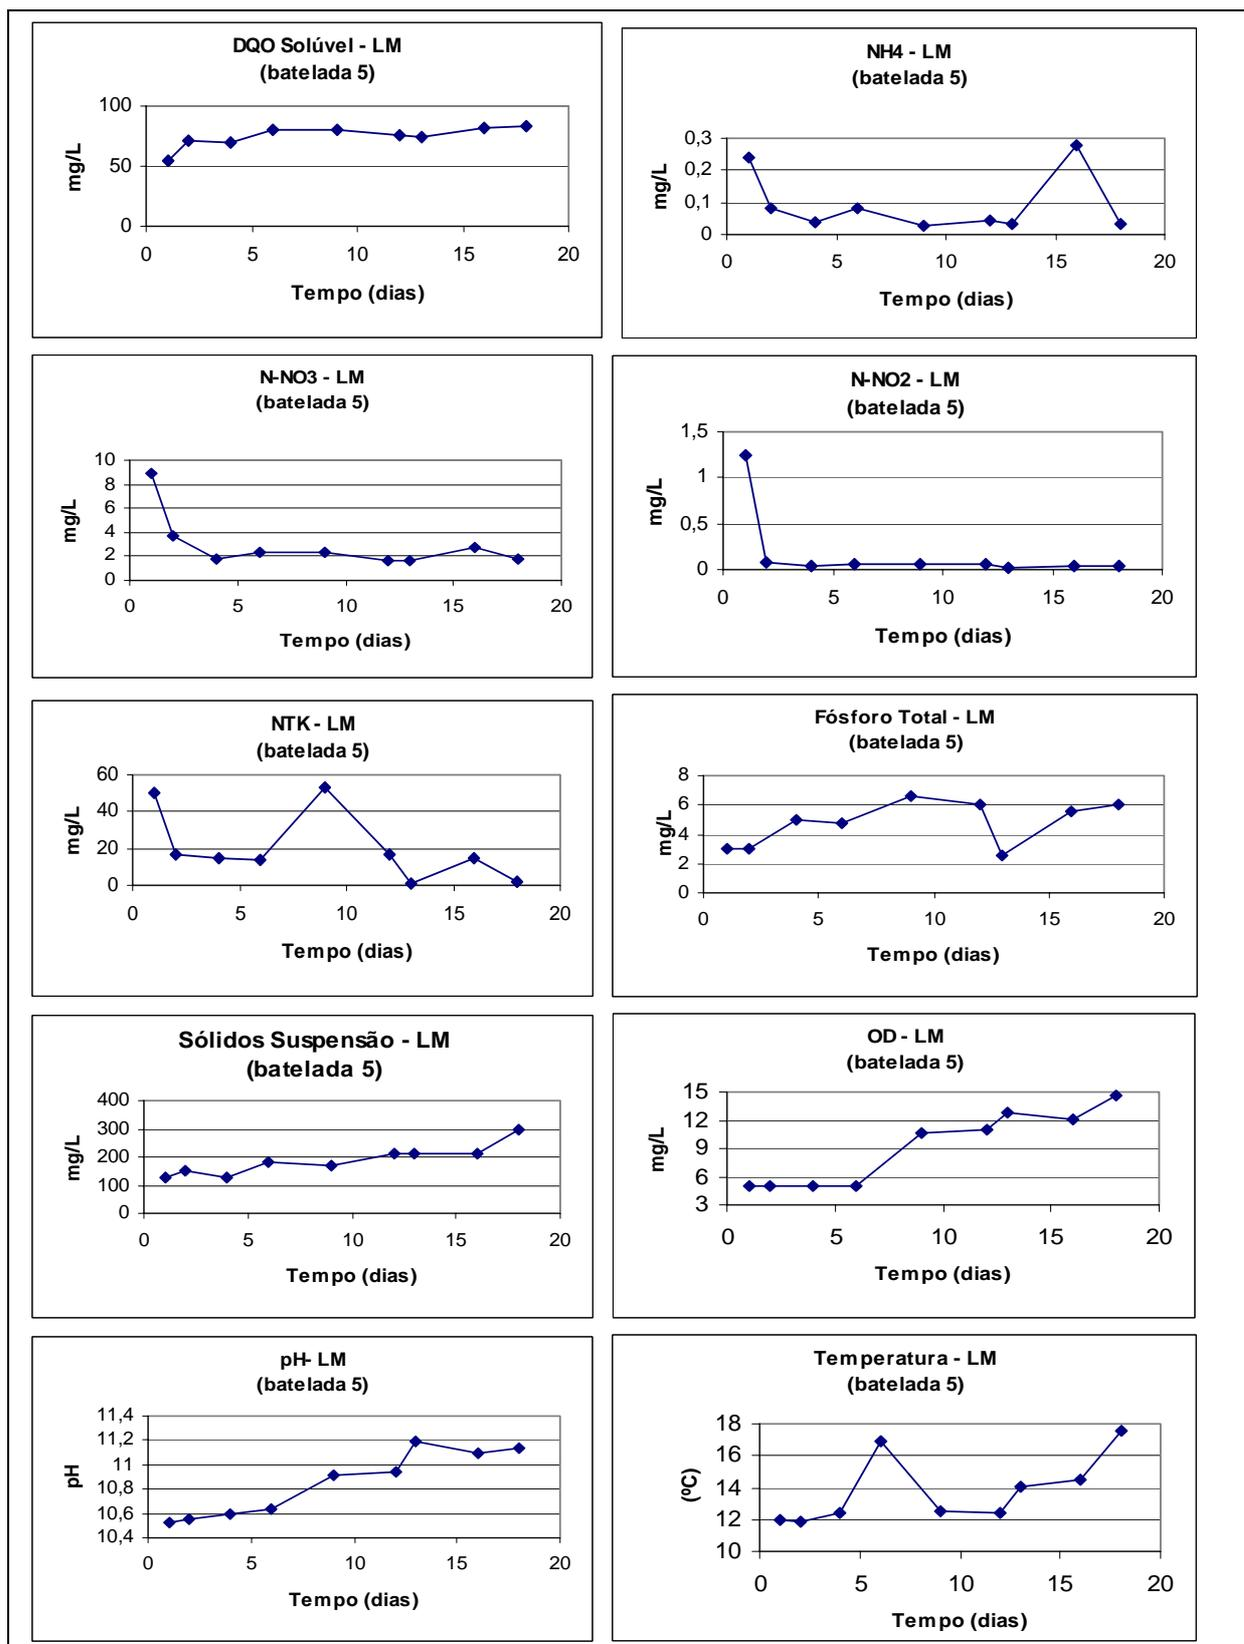 DQO Solúvel - LM
(batelada 5)
100
50
0
mg/L
0 5 10 15 20
Tempo (dias)
NH4 - LM
(batelada 5)
0,3
0,2
0,1
0
mg/L
0 5 10 15 20
Tempo (dias)
N-NO3 - LM
(batelada 5)
10
8
6
4
2
0
mg/L
0 5 10 15 20
Tempo (dias)
N-NO2 - LM
(batelada 5)
1,5
1
0,5
0
mg/L
0 5 10 15 20
Tempo (dias)
NTK - LM
(batelada 5)
60
40
20
0
mg/L
0 5 10 15 20
Tempo (dias)
Fósforo Total - LM
(batelada 5)
8
6
4
2
0
mg/L
0 5 10 15 20
Tempo (dias)
Sólidos Suspensão - LM
(batelada 5)
400
300
200
100
0
mg/L
0 5 10 15 20
Tempo (dias)
OD - LM
(batelada 5)
15
12
9
6
3
mg/L
0 5 10 15 20
Tempo (dias)
pH- LM
(batelada 5)
11,4
11,2
11
10,8
10,6
10,4
pH
0 5 10 15 20
Tempo (dias)
Temperatura - LM
(batelada 5)
18
16
14
12
10
(ºC)
0 5 10 15 20
Tempo (dias)